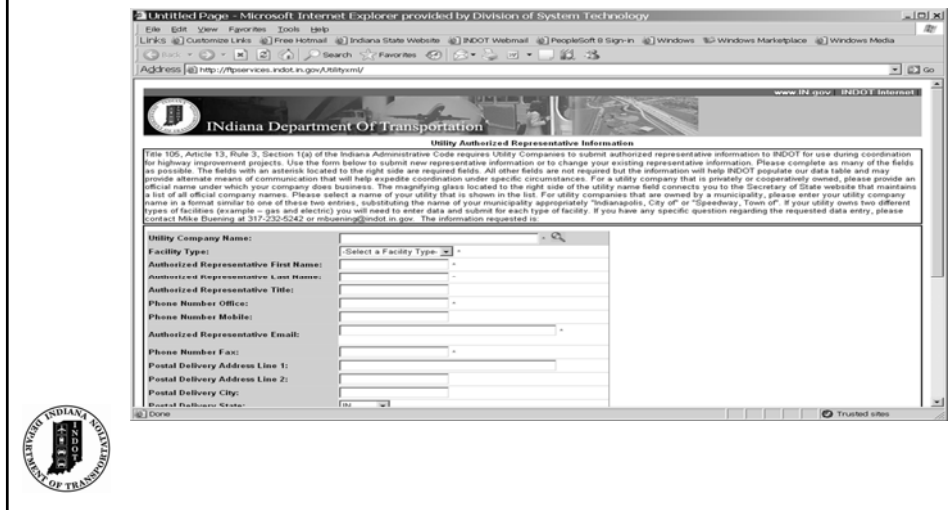 Untitled Page - Microsoft Internet Explorer provided by Division of System Technology
File Edit View Favorites Tools Help
Links Customize Links Free Hotmail Indiana State Website INDOT Webmail PeopleSoft 8 Sign-in Windows Windows Marketplace Windows Media
Back Search Favorites
Address http://ftpservices.indot.in.gov/Utilityxml/ Go
www.IN.gov INDOT Internet
INdiana Department Of Transportation
Utility Authorized Representative Information
Title 105, Article 13, Rule 3, Section 1(a) of the Indiana Administrative Code requires Utility Companies to submit authorized representative information to INDOT for use during coordination
for highway improvement projects. Use the form below to submit new representative information or to change your existing representative information. Please complete as many of the fields
as possible. The fields with an asterisk located to the right side are required fields. All other fields are not required but the information will help INDOT populate our data table and may
provide alternate means of communication that will help expedite coordination under specific circumstances. For a utility company that is privately or cooperatively owned, please provide an
official name under which your company does business. The magnifying glass located to the right side of the utility name field connects you to the Secretary of State website that maintains
a list of all official company names. Please select a name of your utility that is shown in the list. For utility companies that are owned by a municipality, please enter your utility company
name in a format similar to one of these two entries, substituting the name of your municipality appropriately "Indianapolis, City of" or "Speedway, Town of". If your utility owns two different
types of facilities (example – gas and electric) you will need to enter data and submit for each type of facility. If you have any specific question regarding the requested data entry, please
contact Mike Buening at 317-232-5242 or mbuening@indot.in.gov. The information requested is:
Utility Company Name: *
Facility Type: -Select a Facility Type- *
Authorized Representative First Name: *
Authorized Representative Last Name: *
Authorized Representative Title:
Phone Number Office: *
Phone Number Mobile:
Authorized Representative Email: *
Phone Number Fax: *
Postal Delivery Address Line 1:
Postal Delivery Address Line 2:
Postal Delivery City:
Postal Delivery State: IN
Done Trusted sites
INDIANA
INDOT
DEPARTMENT OF TRANSPORTATION